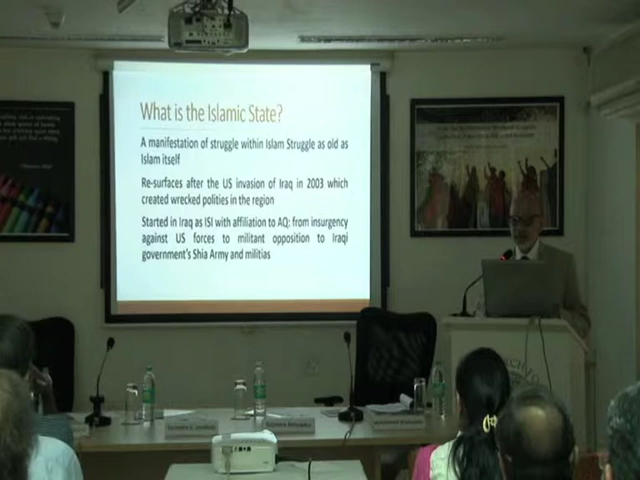 What is the Islamic State?
A manifestation of struggle within Islam Struggle as old as
Islam itself
Re-surfaces after the US invasion of Iraq in 2003 which
created wrecked polities in the region
Started in Iraq as ISI with affiliation to AQ; from insurgency
against US forces to militant opposition to Iraqi
government's Shia Army and militias